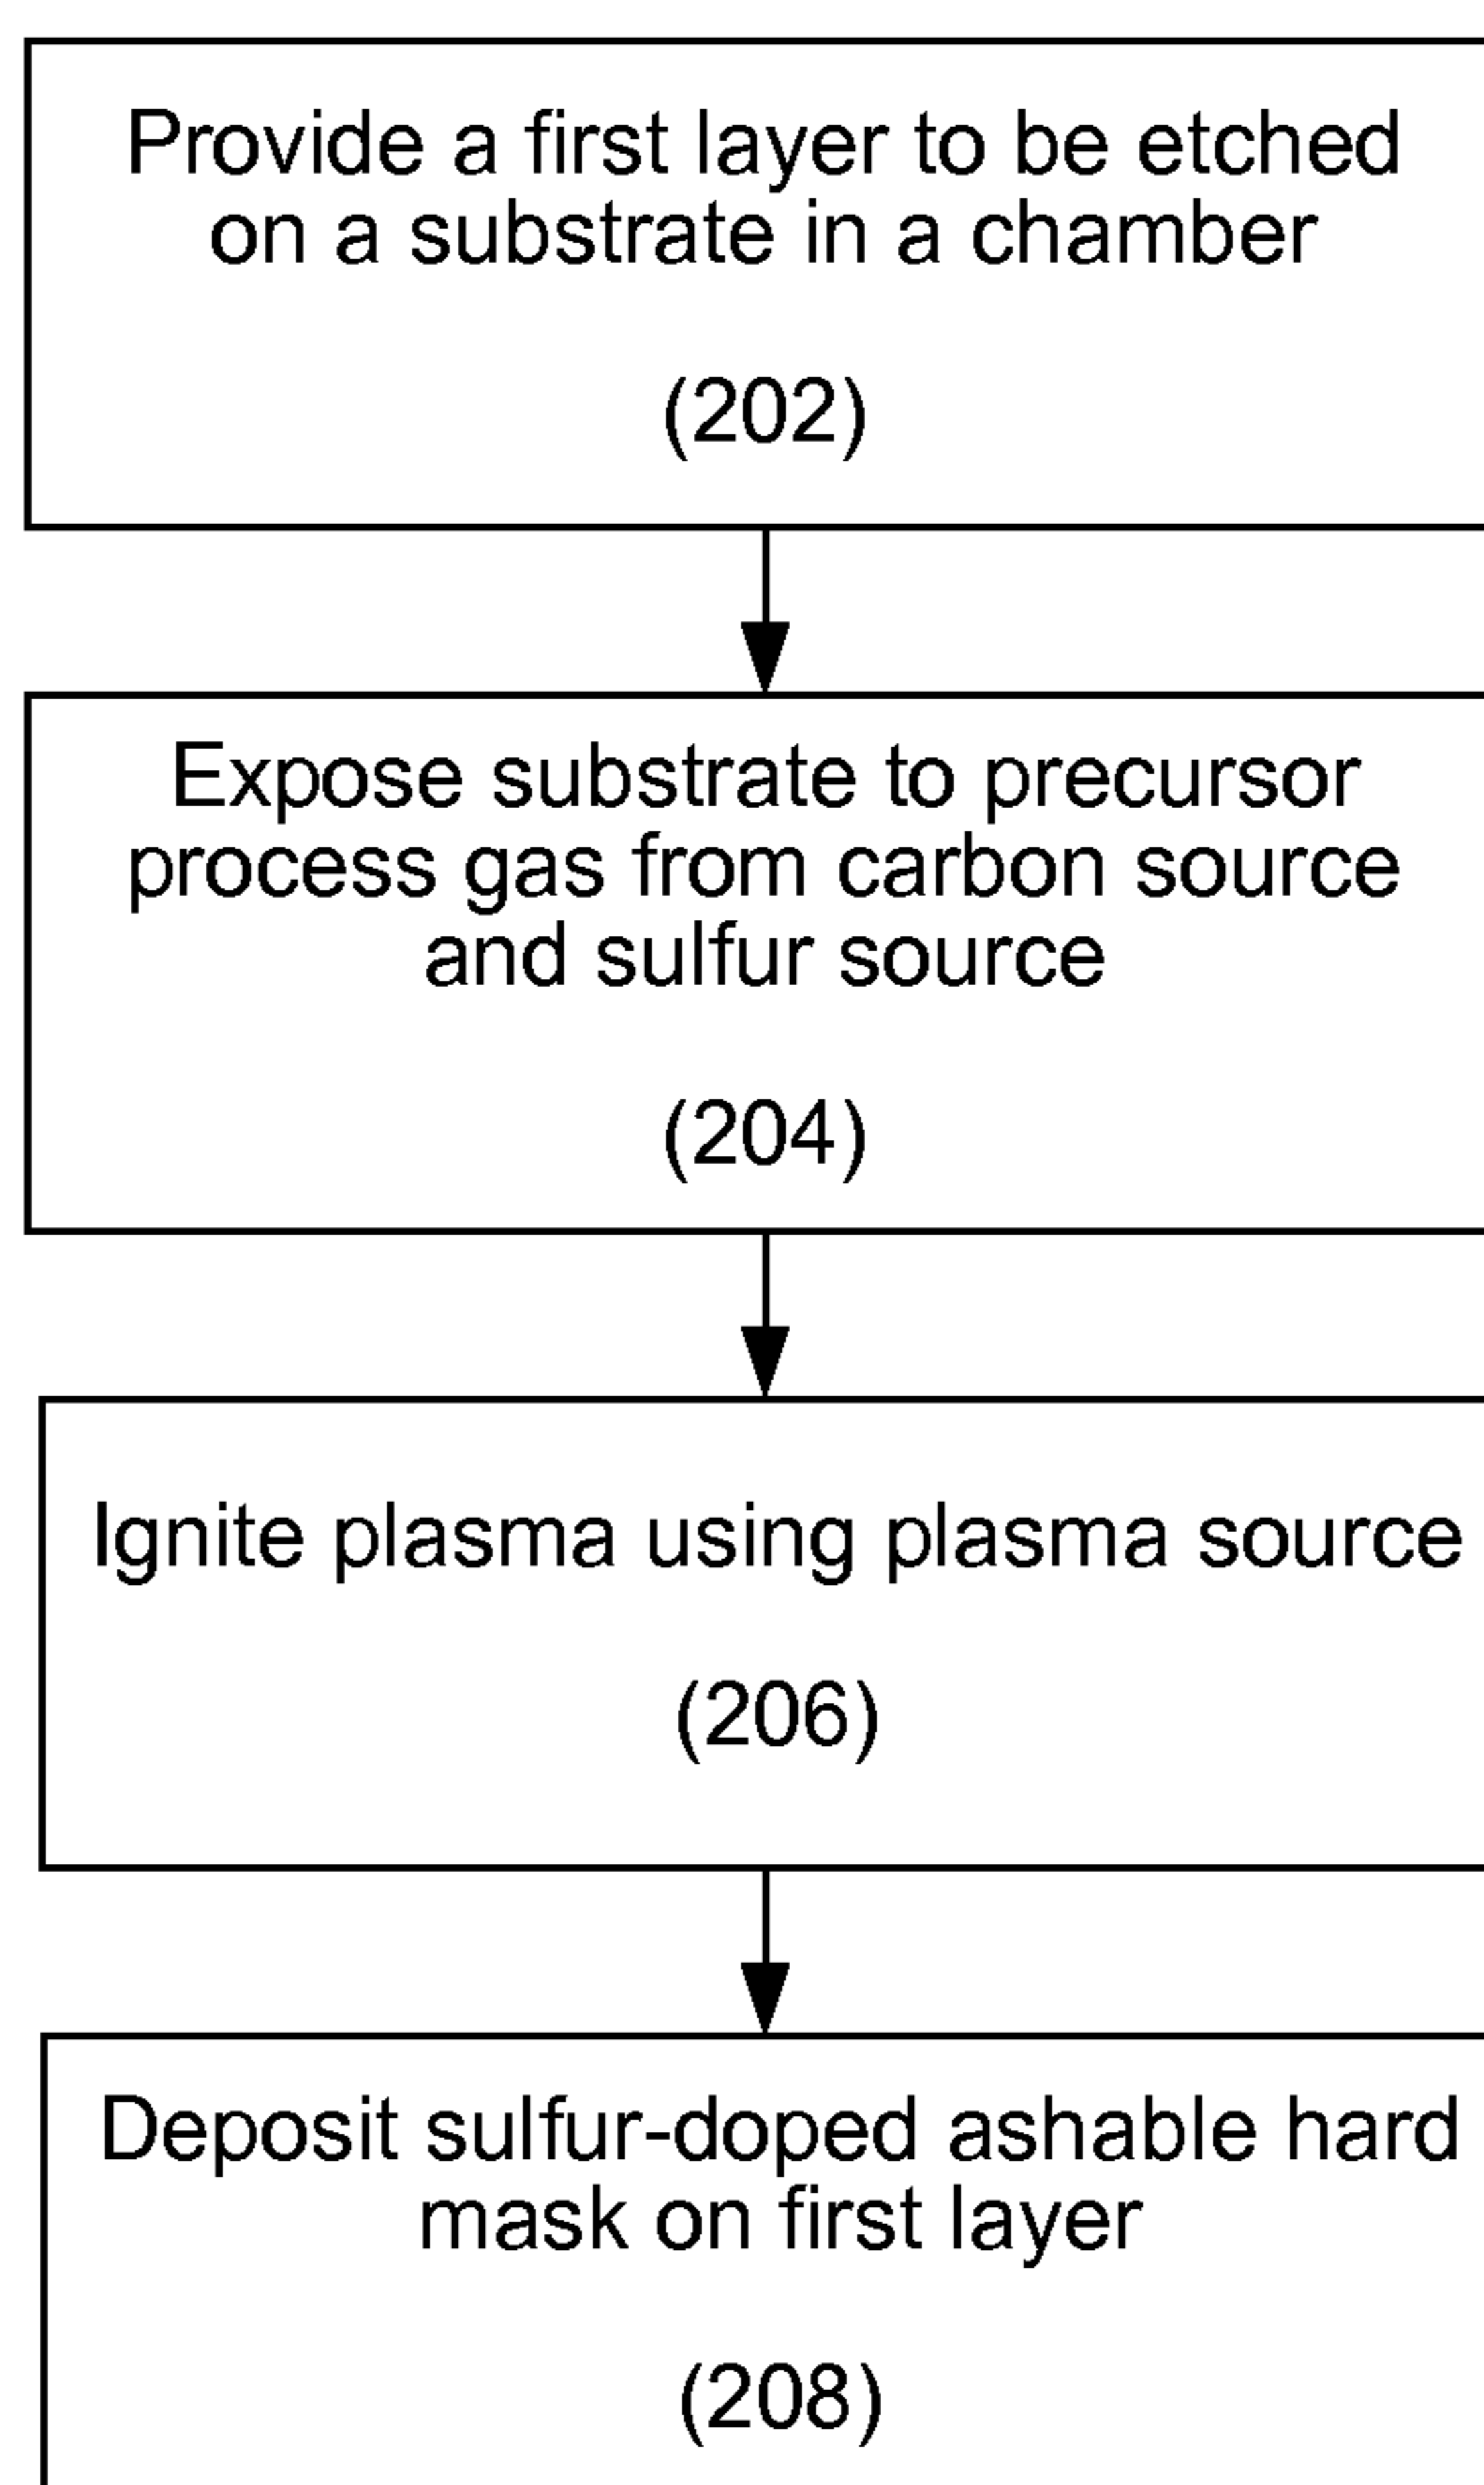 Provide a first layer to be etched
on a substrate in a chamber
(202)
Expose substrate to precursor
process gas from carbon source
and sulfur source
(204)
Ignite plasma using plasma source
(206)
Deposit sulfur-doped ashable hard
mask on first layer
(208)